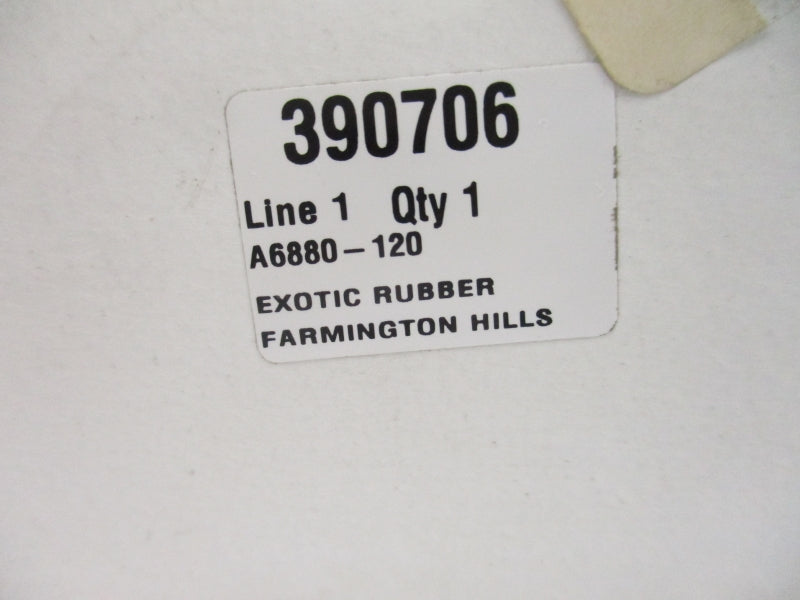 390706
Line 1 Qty 1
A6880-120
EXOTIC RUBBER
FARMINGTON HILLS